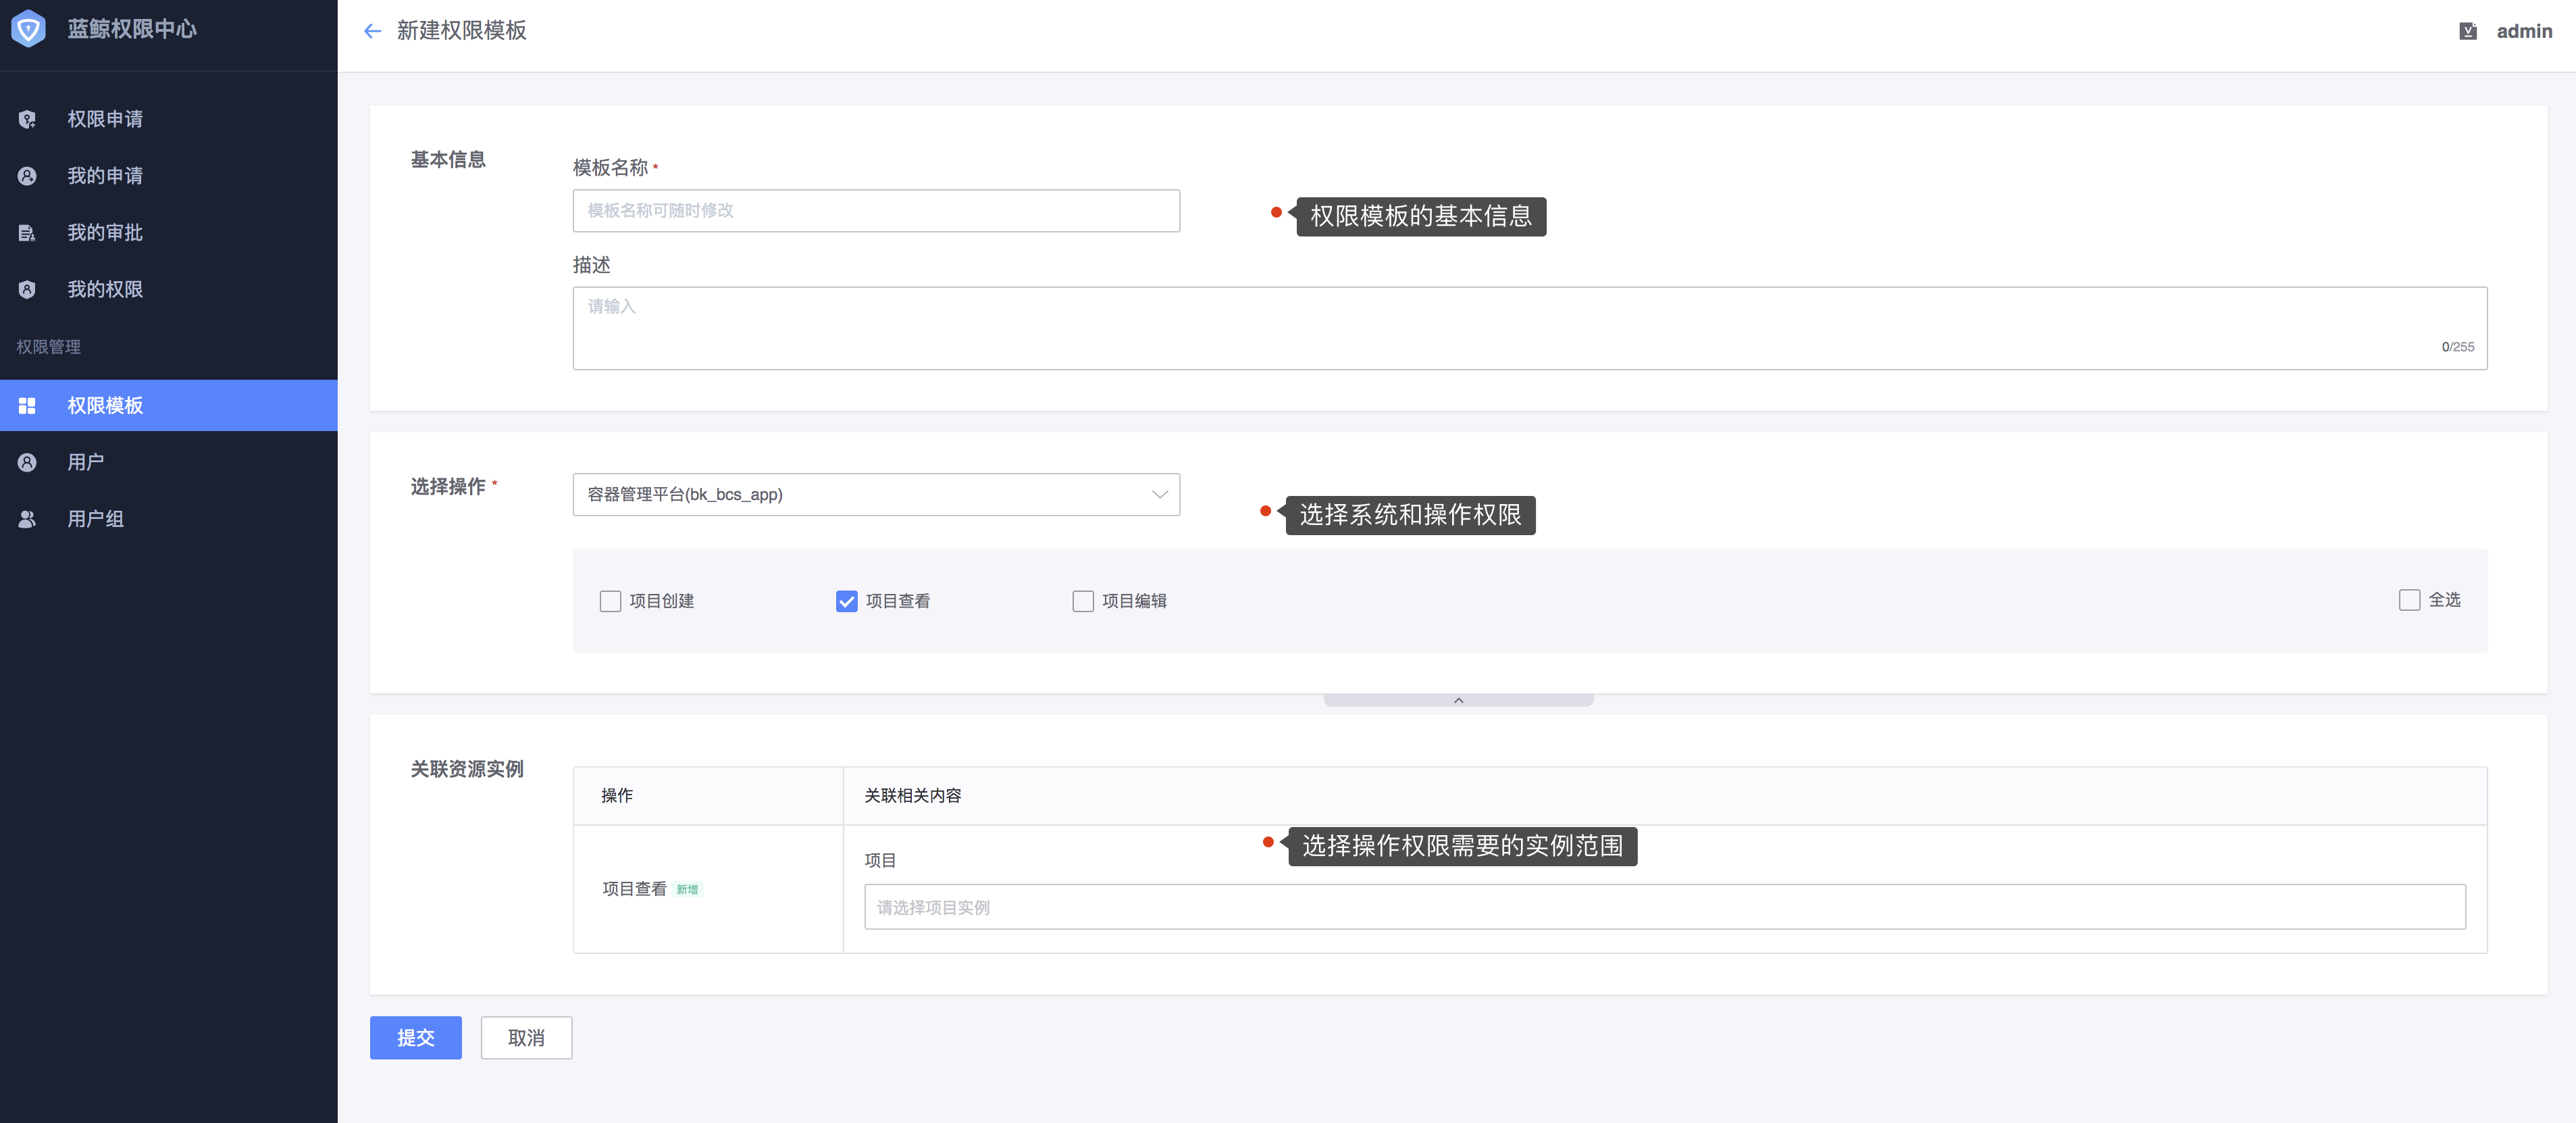 蓝鲸权限中心
新建权限模板
admin
权限申请
我的申请
我的审批
我的权限
权限管理
权限模板
用户
用户组
基本信息
模板名称 *
模板名称可随时修改
权限模板的基本信息
描述
请输入
0/255
选择操作 *
容器管理平台(bk_bcs_app)
选择系统和操作权限
项目创建
项目查看
项目编辑
全选
关联资源实例
操作
关联相关内容
选择操作权限需要的实例范围
项目
项目查看 新增
请选择项目实例
提交
取消